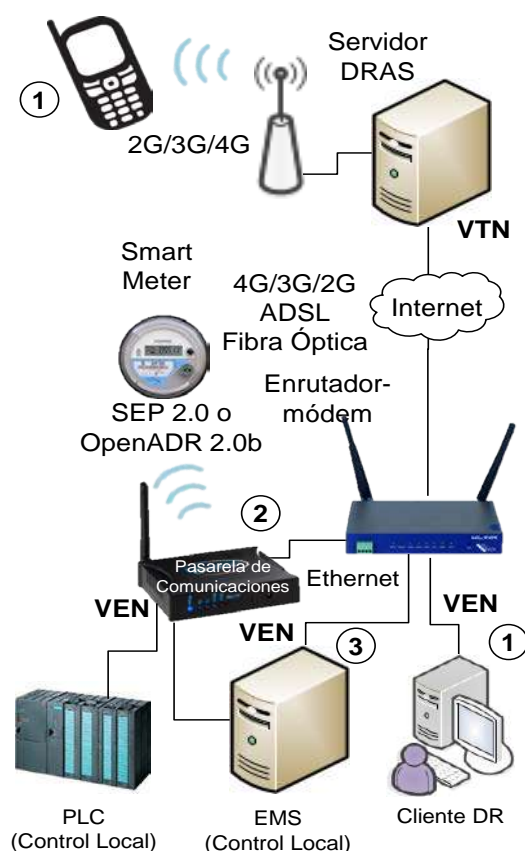 Servidor
DRAS
1
2G/3G/4G
VTN
Smart
Meter
4G/3G/2G
ADSL
Fibra Óptica
Internet
Enrutador-
módem
SEP 2.0 o
OpenADR 2.0b
2
Pasarela de
Comunicaciones
Ethernet
VEN
VEN
VEN
3
1
PLC
(Control Local)
EMS
(Control Local)
Cliente DR